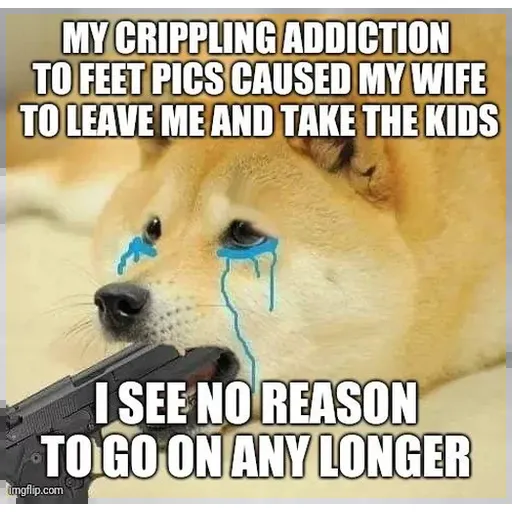 MY CRIPPLING ADDICTION
TO FEET PICS CAUSED MY WIFE
TO LEAVE ME AND TAKE THE KIDS
I SEE NO REASON
TO GO ON ANY LONGER
imgflip.com